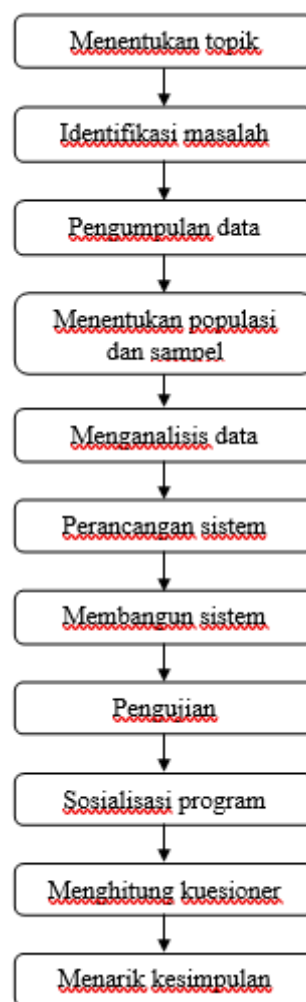 Menentukan topik
Identifikasi masalah
Pengumpulan data
Menentukan populasi
dan sampel
Menganalisis data
Perancangan sistem
Membangun sistem
Pengujian
Sosialisasi program
Menghitung kuesioner
Menarik kesimpulan